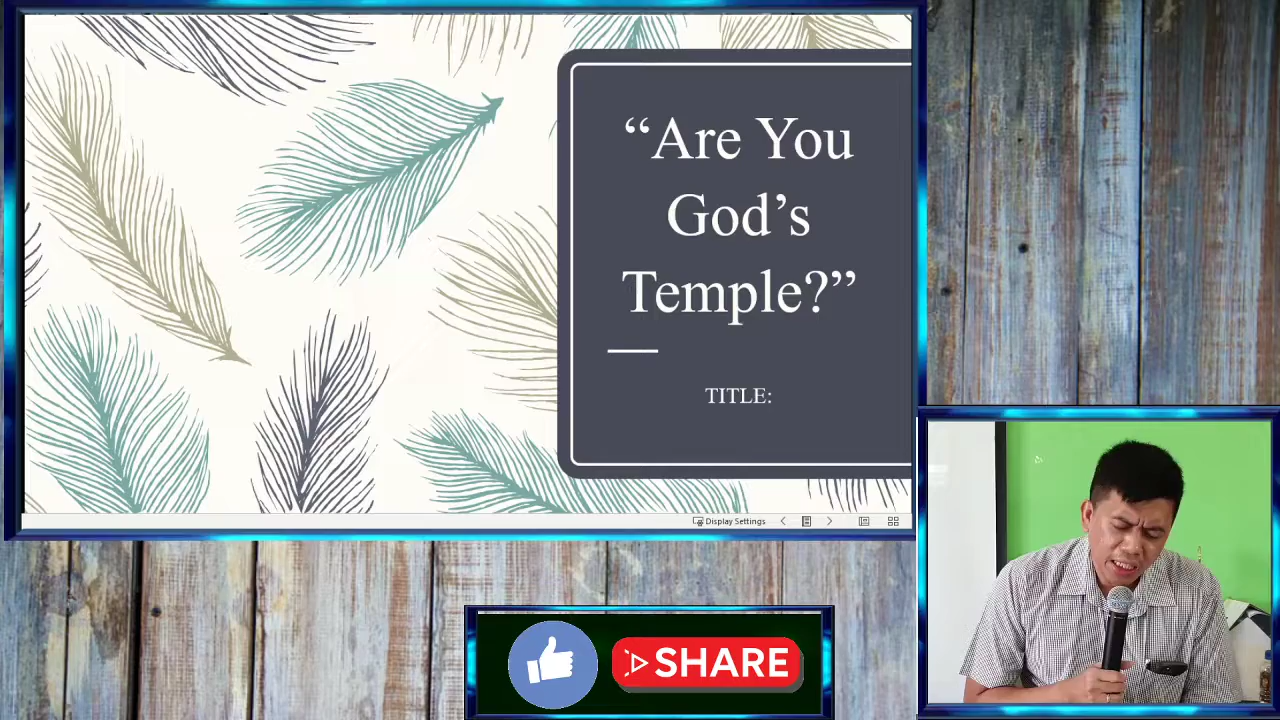 “Are You
God’s
Temple?”
TITLE:
Display Settings
SHARE